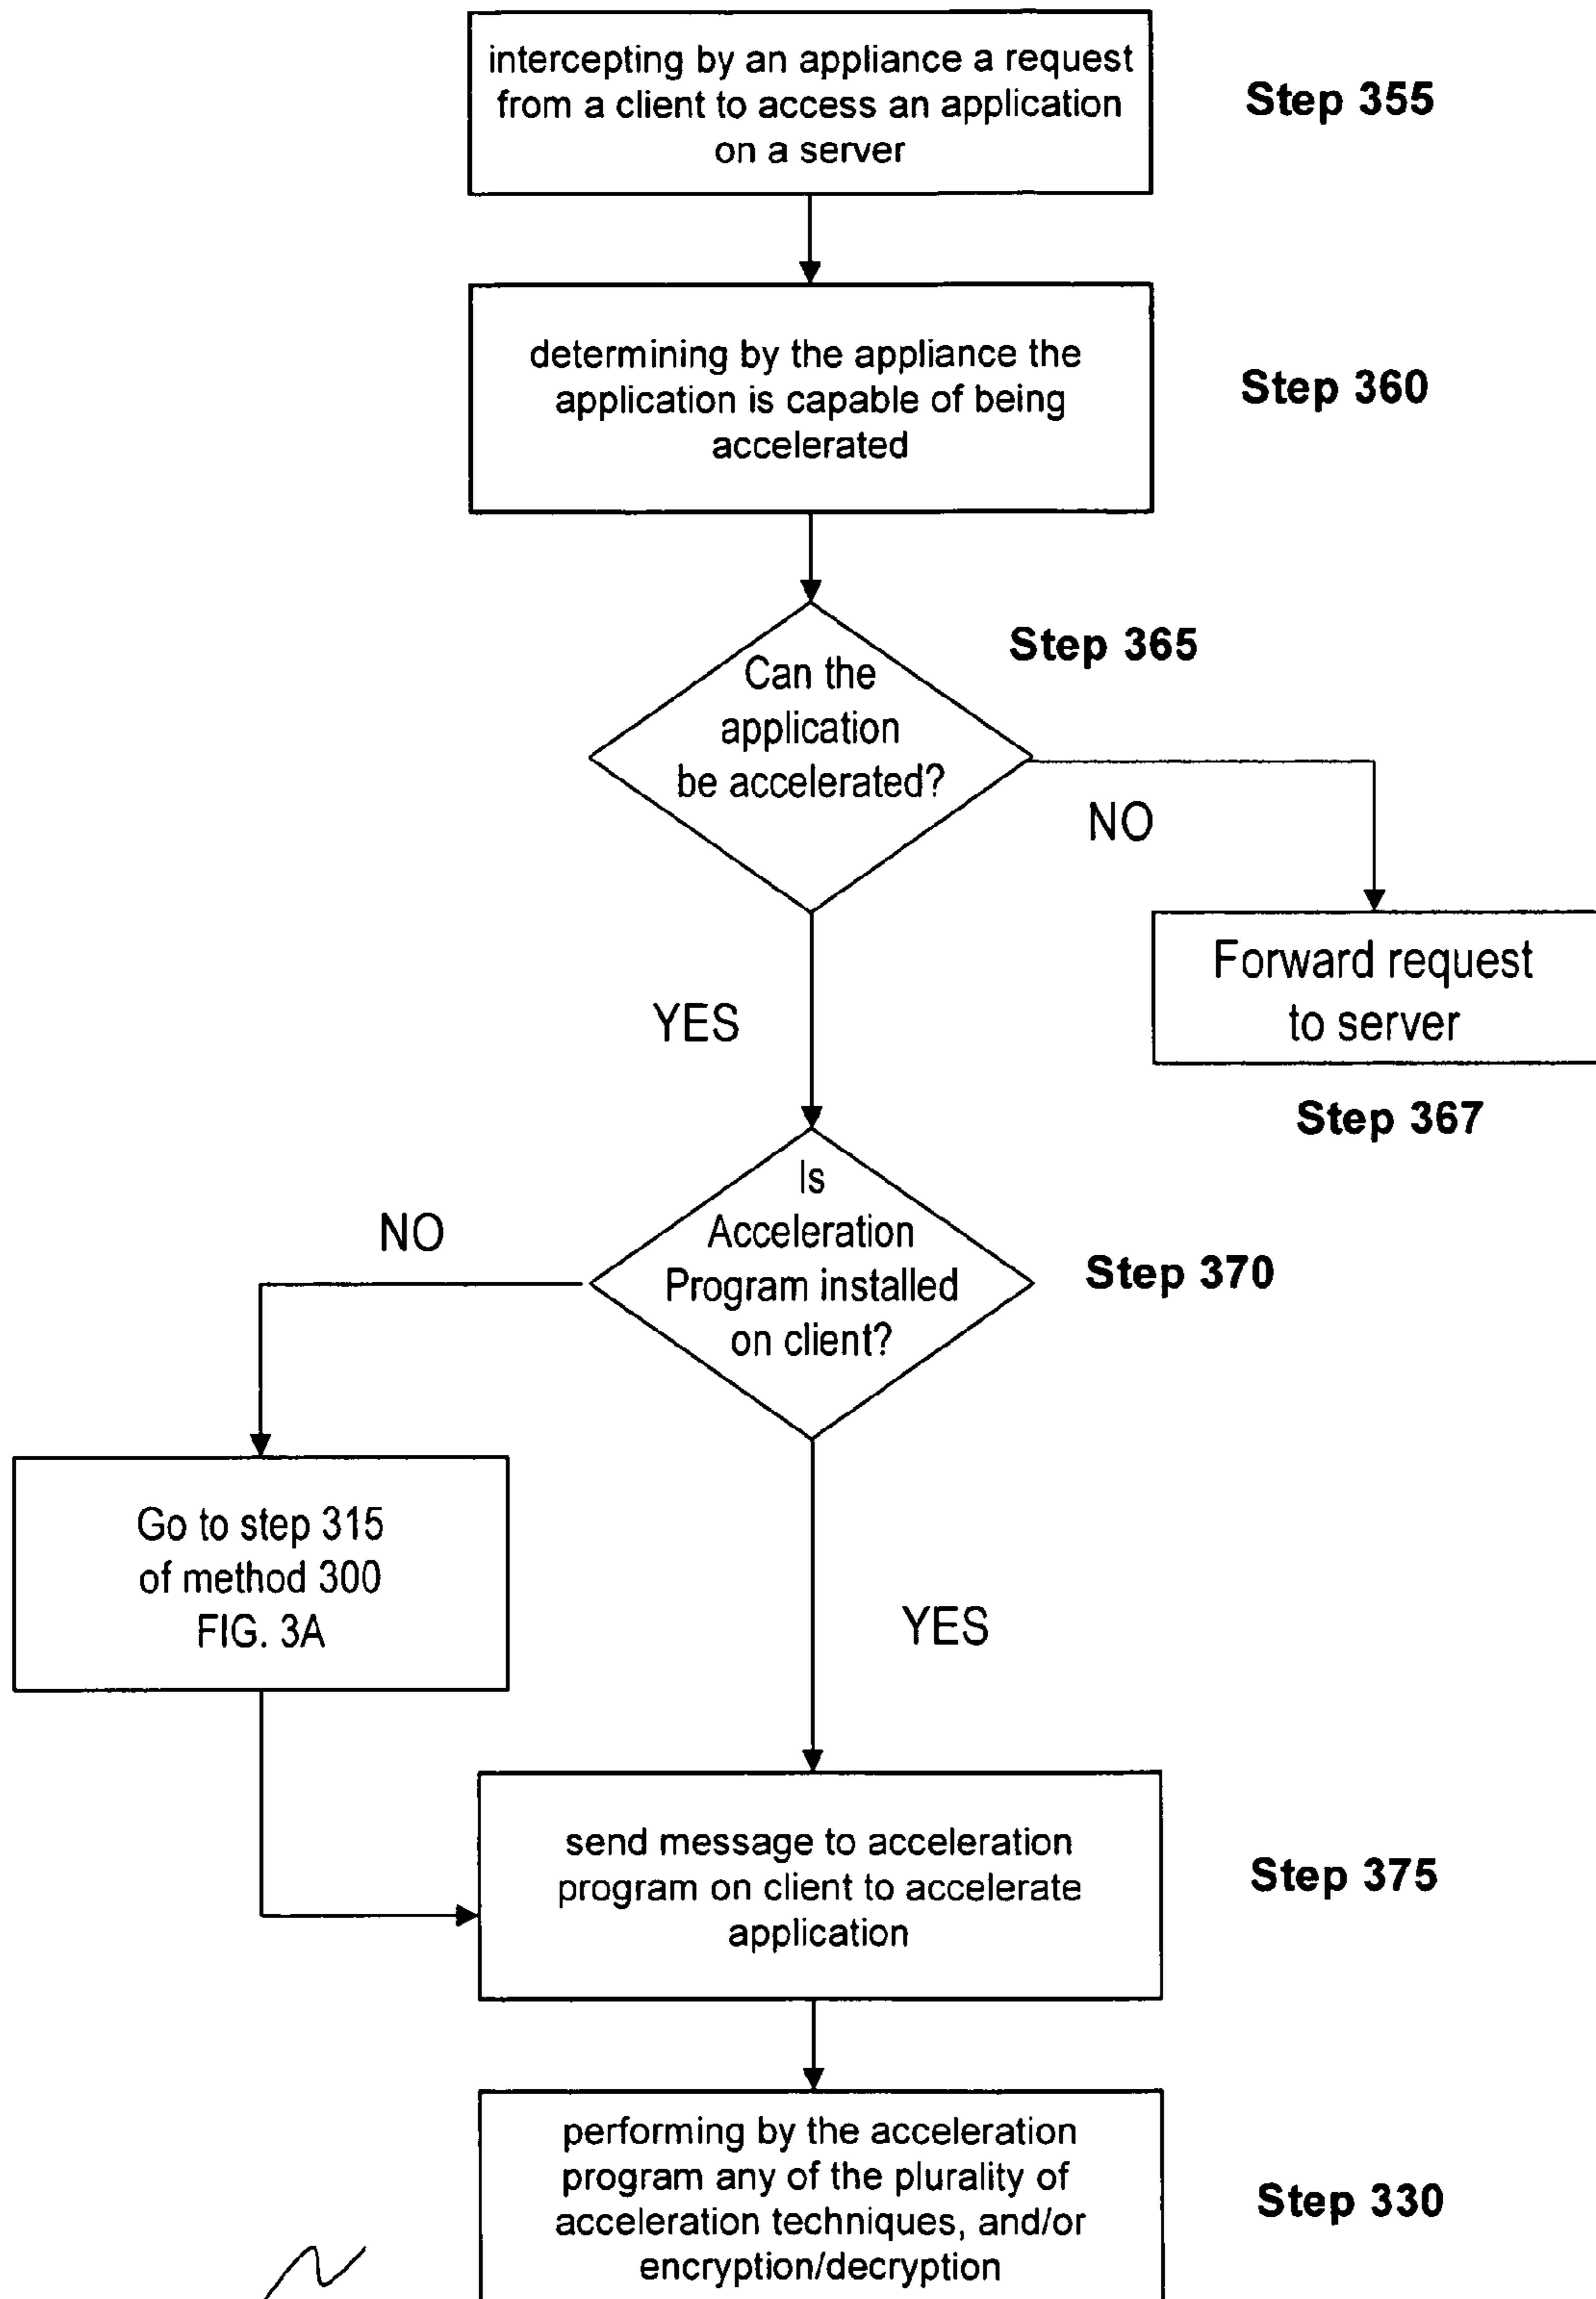 intercepting by an appliance a request
from a client to access an application
on a server
Step 355
determining by the appliance the
application is capable of being
accelerated
Step 360
Step 365
Can the
application
be accelerated?
NO
Forward request
to server
Step 367
YES
Is
Acceleration
Program installed
on client?
NO
Step 370
Go to step 315
of method 300
FIG. 3A
YES
send message to acceleration
program on client to accelerate
application
Step 375
performing by the acceleration
program any of the plurality of
acceleration techniques, and/or
encryption/decryption
Step 330